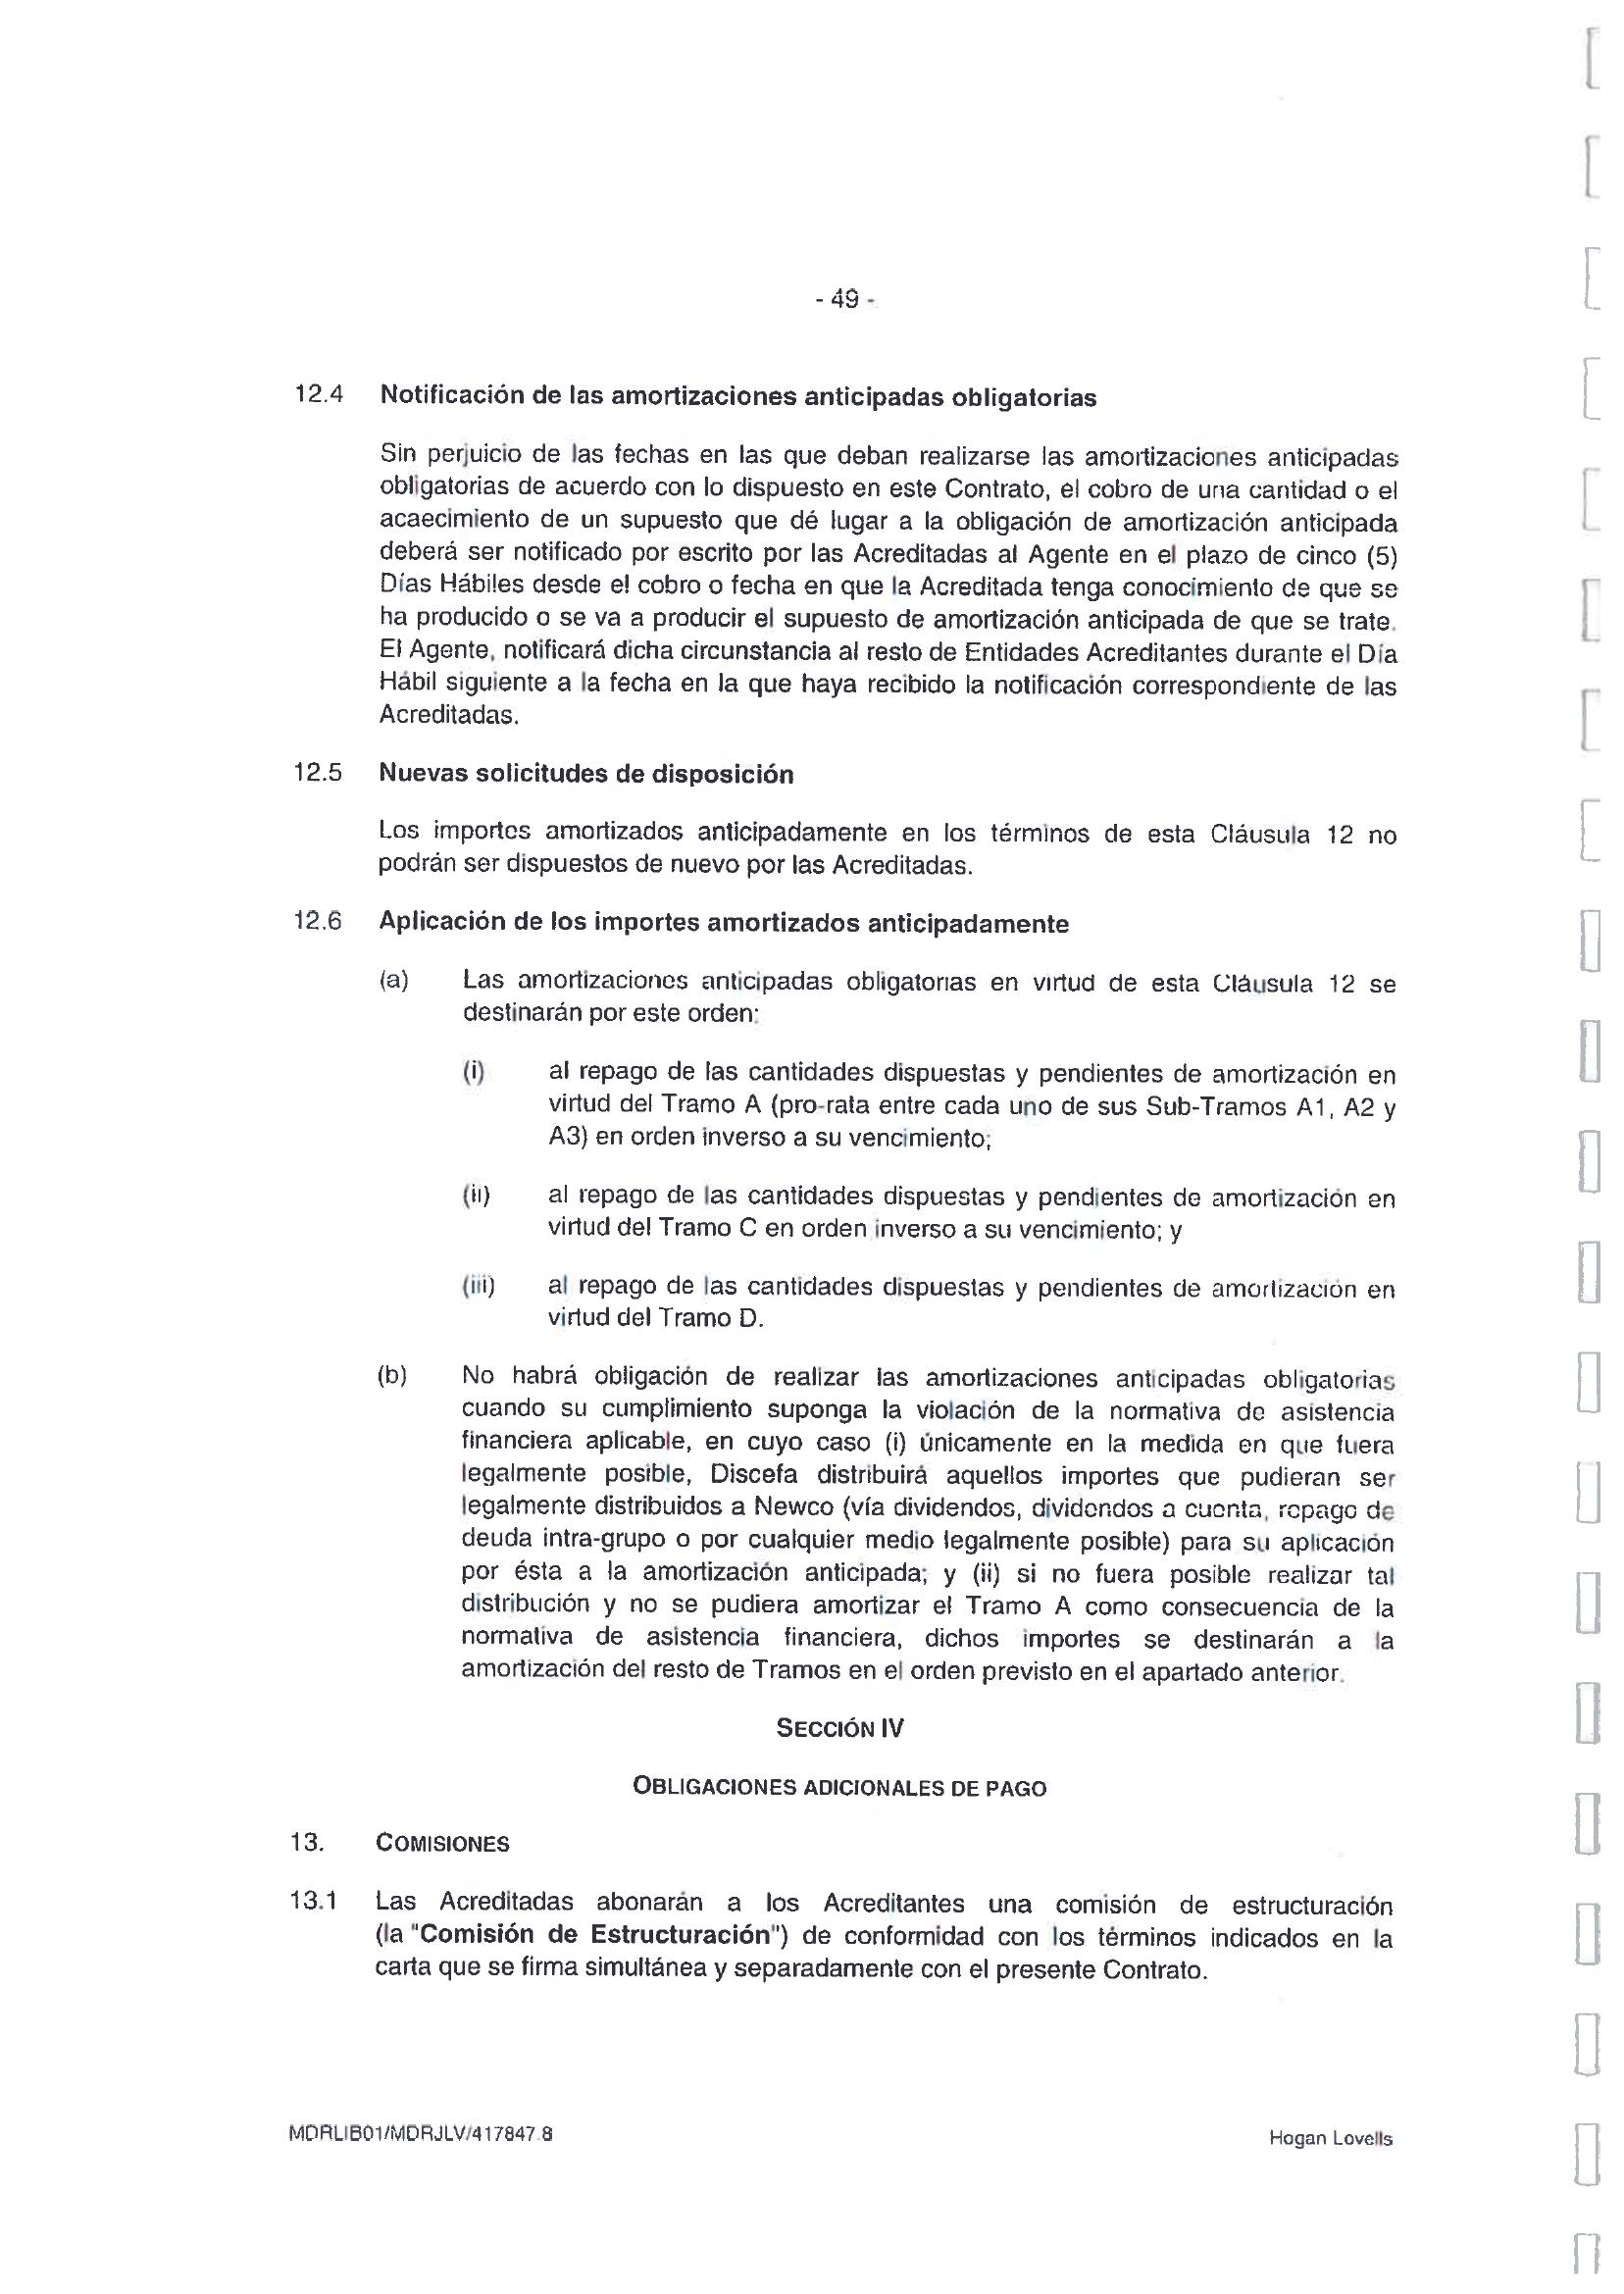 - 49 -
12.4 Notificación de las amortizaciones anticipadas obligatorias
Sin perjuicio de las fechas en las que deban realizarse las amortizaciones anticipadas
obligatorias de acuerdo con lo dispuesto en este Contrato, el cobro de una cantidad o el
acaecimiento de un supuesto que dé lugar a la obligación de amortización anticipada
deberá ser notificado por escrito por las Acreditadas al Agente en el plazo de cinco (5)
Días Hábiles desde el cobro o fecha en que la Acreditada tenga conocimiento de que se
ha producido o se va a producir el supuesto de amortización anticipada de que se trate.
El Agente, notificará dicha circunstancia al resto de Entidades Acreditantes durante el Día
Hábil siguiente a la fecha en la que haya recibido la notificación correspondiente de las
Acreditadas.
12.5 Nuevas solicitudes de disposición
Los importes amortizados anticipadamente en los términos de esta Cláusula 12 no
podrán ser dispuestos de nuevo por las Acreditadas.
12.6 Aplicación de los importes amortizados anticipadamente
(a) Las amortizaciones anticipadas obligatorias en virtud de esta Cláusula 12 se
destinarán por este orden:
(i) al repago de las cantidades dispuestas y pendientes de amortización en
virtud del Tramo A (pro-rata entre cada uno de sus Sub-Tramos A1, A2 y
A3) en orden inverso a su vencimiento;
(ii) al repago de las cantidades dispuestas y pendientes de amortización en
virtud del Tramo C en orden inverso a su vencimiento; y
(iii) al repago de las cantidades dispuestas y pendientes de amortización en
virtud del Tramo D.
(b) No habrá obligación de realizar las amortizaciones anticipadas obligatorias
cuando su cumplimiento suponga la violación de la normativa de asistencia
financiera aplicable, en cuyo caso (i) únicamente en la medida en que fuera
legalmente posible, Discefa distribuirá aquellos importes que pudieran ser
legalmente distribuidos a Newco (vía dividendos, dividendos a cuenta, repago de
deuda intra-grupo o por cualquier medio legalmente posible) para su aplicación
por ésta a la amortización anticipada; y (ii) si no fuera posible realizar tal
distribución y no se pudiera amortizar el Tramo A como consecuencia de la
normativa de asistencia financiera, dichos importes se destinarán a la
amortización del resto de Tramos en el orden previsto en el apartado anterior.
SECCIÓN IV
OBLIGACIONES ADICIONALES DE PAGO
13. COMISIONES
13.1 Las Acreditadas abonarán a los Acreditantes una comisión de estructuración
(la "Comisión de Estructuración") de conformidad con los términos indicados en la
carta que se firma simultánea y separadamente con el presente Contrato.
MDRLIB01/MDRJLV/417847.8
Hogan Lovells